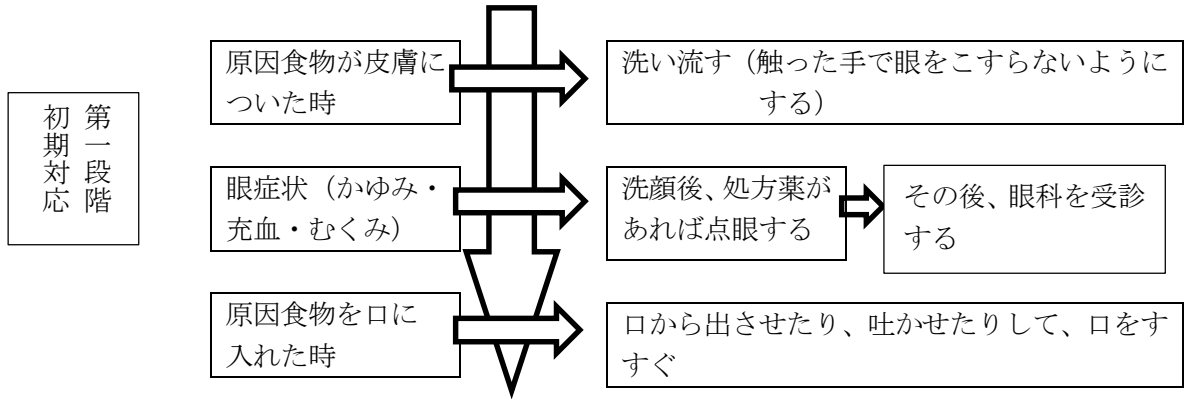 第一段階
初期対応
原因食物が皮膚に
ついた時
洗い流す（触った手で眼をこすらないように
する）
眼症状（かゆみ・
充血・むくみ）
洗顔後、処方薬が
あれば点眼する
その後、眼科を受診
する
原因食物を口に
入れた時
口から出させたり、吐かせたりして、口をす
すぐ